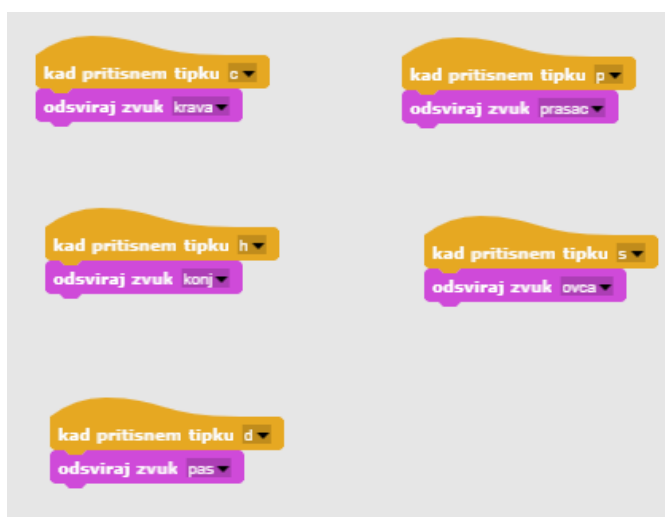 kad pritisnem tipku c
odsviraj zvuk krava
kad pritisnem tipku p
odsviraj zvuk prasac
kad pritisnem tipku h
odsviraj zvuk konj
kad pritisnem tipku s
odsviraj zvuk ovca
kad pritisnem tipku d
odsviraj zvuk pas